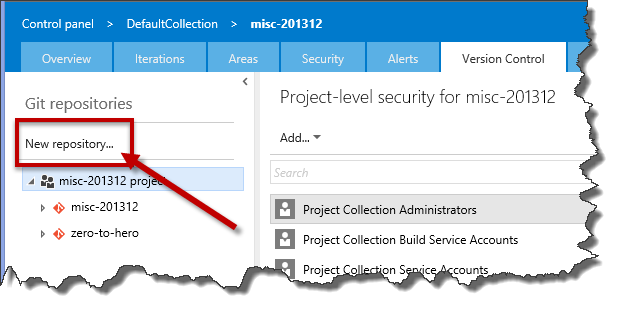 Control panel > DefaultCollection > misc-201312
Overview Iterations Areas Security Alerts Version Control
Git repositories
New repository...
misc-201312 project
misc-201312
zero-to-hero
Project-level security for misc-201312
Add...
Search
Project Collection Administrators
Project Collection Build Service Accounts
Project Collection Service Accounts